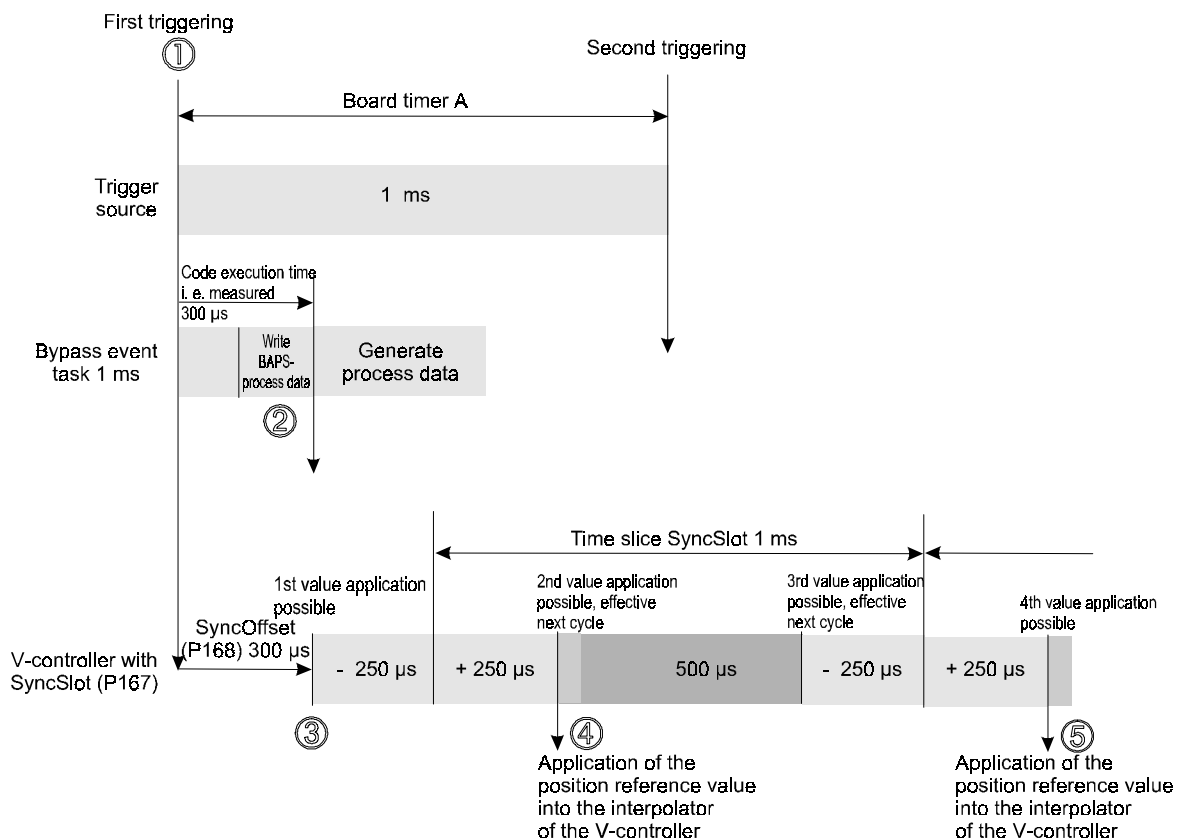 First triggering
①
Second triggering
Board timer A
Trigger
source
1 ms
Code execution time
i. e. measured
300 µs
Bypass event
task 1 ms
Write
BAPS-
process data
Generate
process data
②
Time slice SyncSlot 1 ms
1st value application
possible
2nd value application
possible, effective
next cycle
3rd value application
possible, effective
next cycle
4th value application
possible
SyncOffset
(P168) 300 µs
V-controller with
SyncSlot (P167)
- 250 µs
+ 250 µs
500 µs
- 250 µs
+ 250 µs
③
④
⑤
Application of the
position reference value
into the interpolator
of the V-controller
Application of the
position reference value
into the interpolator
of the V-controller